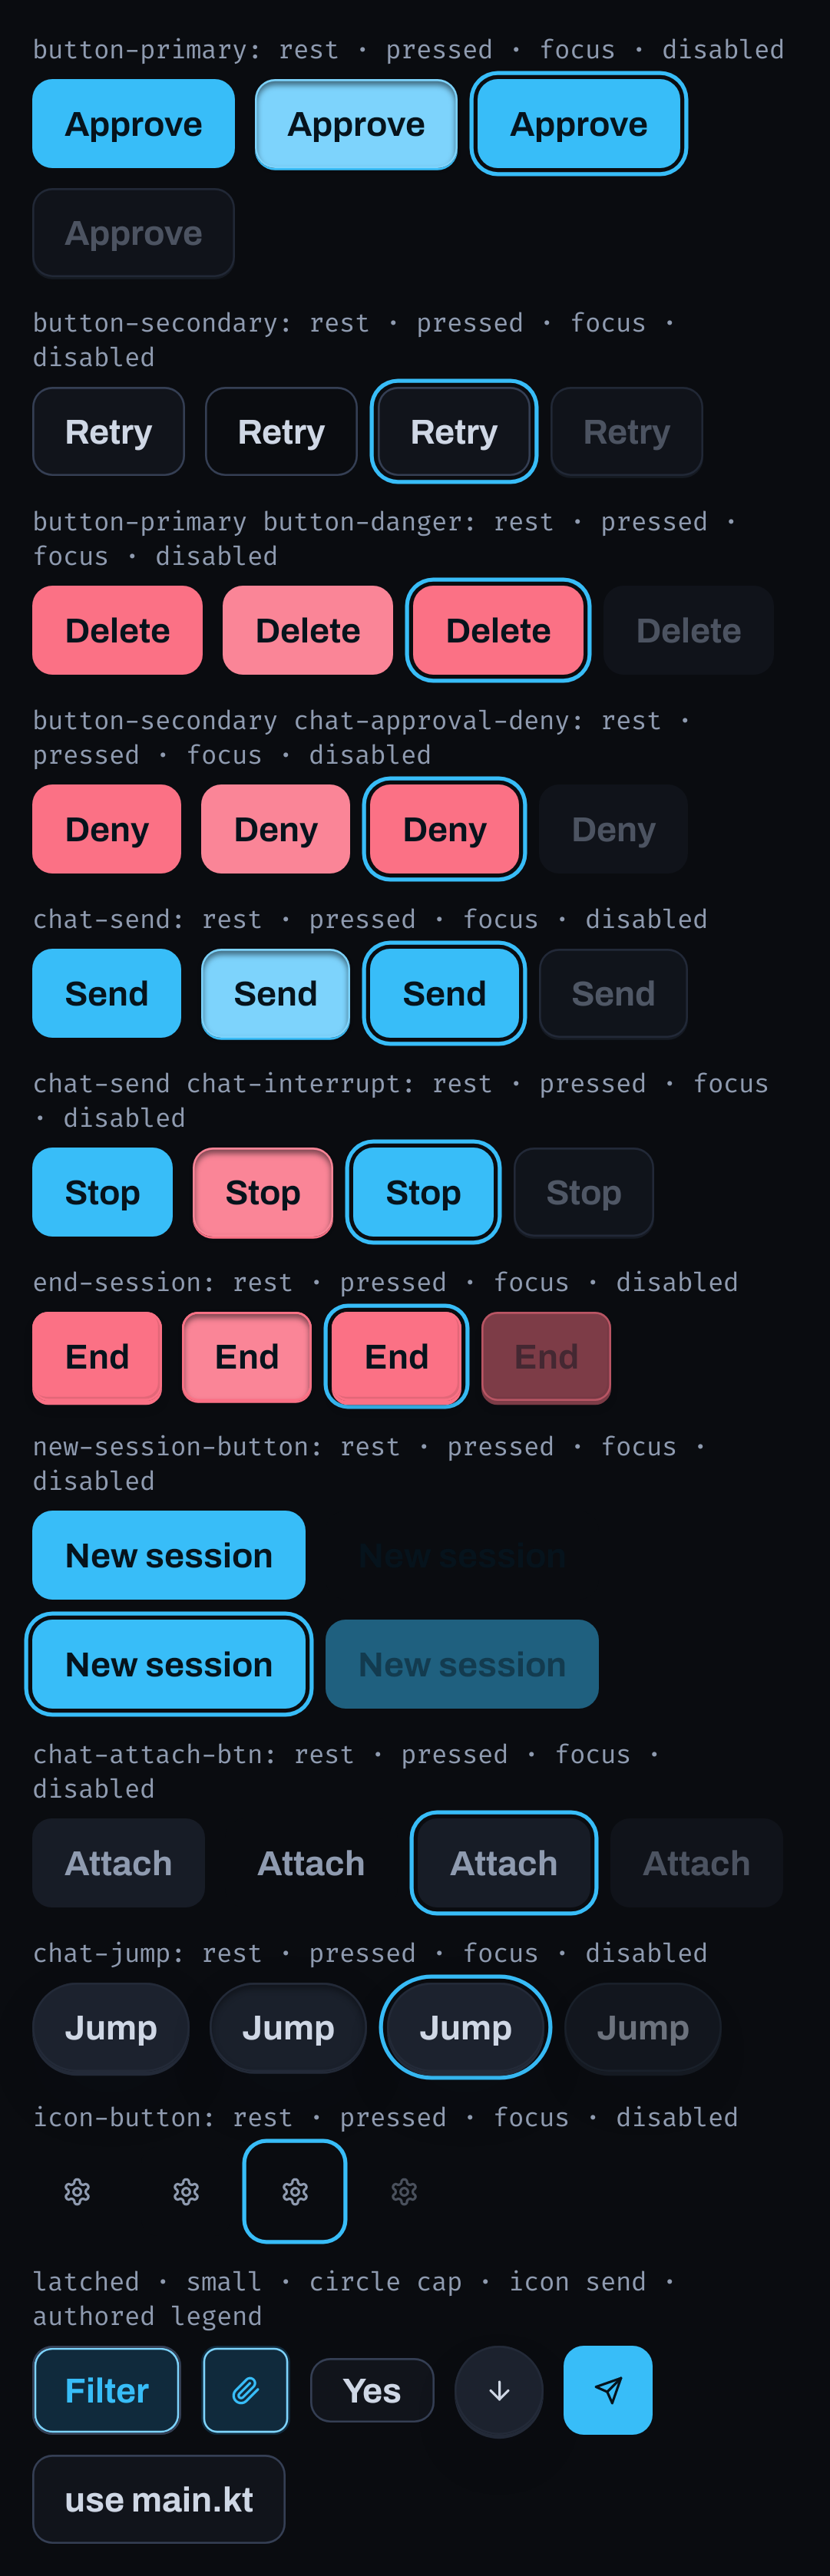 button-primary: rest · pressed · focus · disabled
Approve Approve Approve
Approve
button-secondary: rest · pressed · focus ·
disabled
Retry Retry Retry Retry
button-primary button-danger: rest · pressed ·
focus · disabled
Delete Delete Delete Delete
button-secondary chat-approval-deny: rest ·
pressed · focus · disabled
Deny Deny Deny Deny
chat-send: rest · pressed · focus · disabled
Send Send Send Send
chat-send chat-interrupt: rest · pressed · focus
· disabled
Stop Stop Stop Stop
end-session: rest · pressed · focus · disabled
End End End End
new-session-button: rest · pressed · focus ·
disabled
New session New session
New session New session
chat-attach-btn: rest · pressed · focus ·
disabled
Attach Attach Attach Attach
chat-jump: rest · pressed · focus · disabled
Jump Jump Jump Jump
icon-button: rest · pressed · focus · disabled
latched · small · circle cap · icon send ·
authored legend
Filter Yes
use main.kt